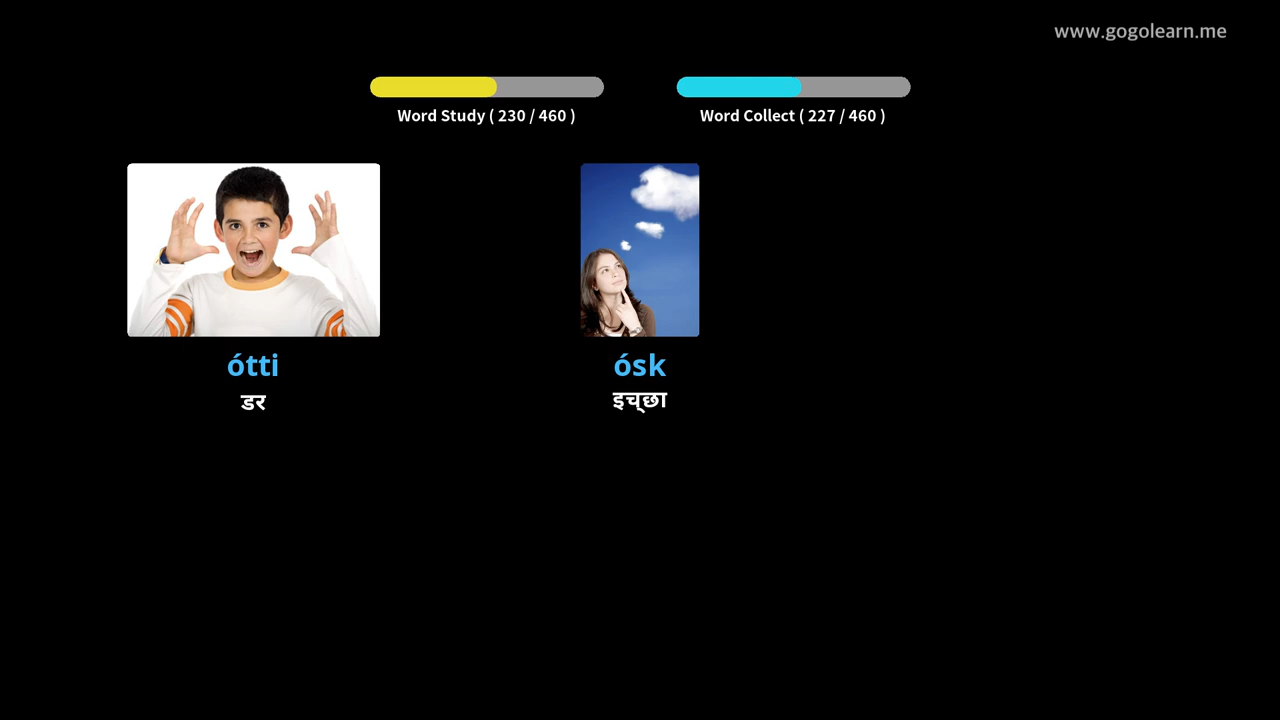 www.gogolearn.me
Word Study ( 230 / 460 )
Word Collect ( 227 / 460 )
ótti
डर
ósk
इच्छा